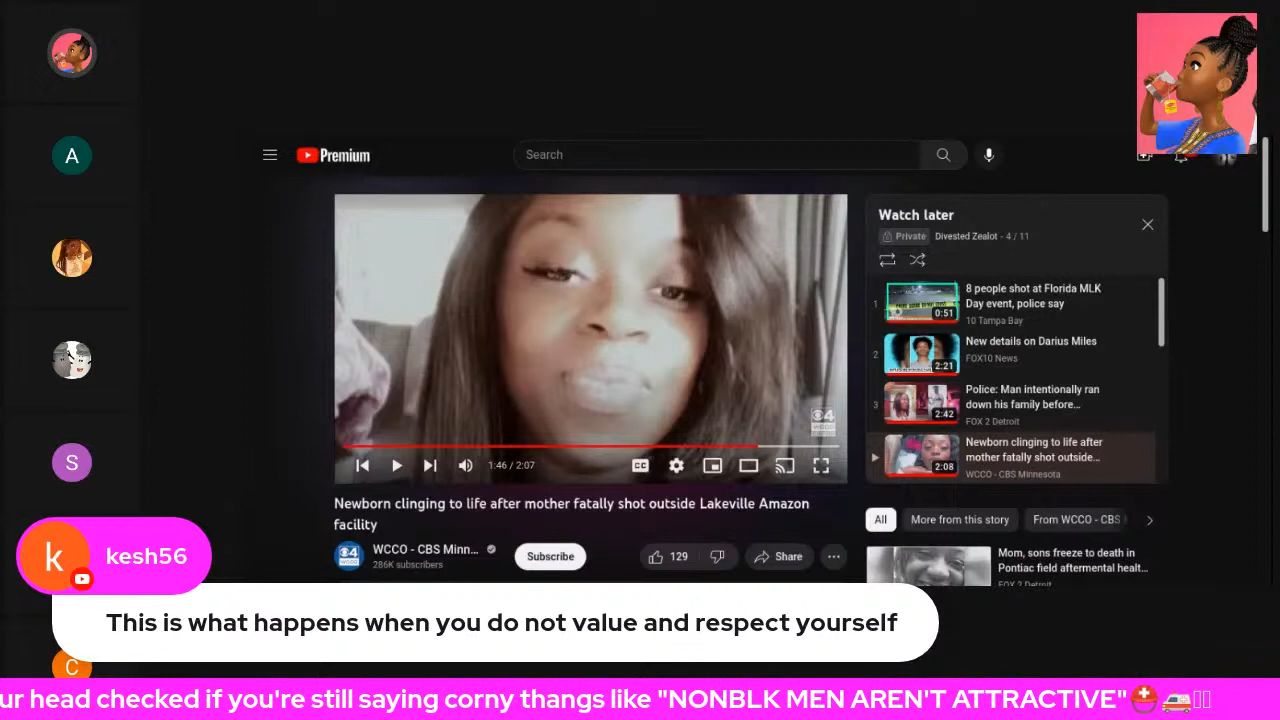 A
Premium
Search
4
WCCO
1:46 / 2:07
CC
Newborn clinging to life after mother fatally shot outside Lakeville Amazon
facility
WCCO - CBS Minn...
286K subscribers
Subscribe
129
Share
Watch later
Private
Divested Zealot - 4 / 11
1
0:51
8 people shot at Florida MLK
Day event, police say
10 Tampa Bay
2
2:21
New details on Darius Miles
FOX10 News
3
2:42
Police: Man intentionally ran
down his family before...
FOX 2 Detroit
2:08
Newborn clinging to life after
mother fatally shot outside...
WCCO - CBS Minnesota
All
More from this story
From WCCO - CBS
Mom, sons freeze to death in
Pontiac field aftermental healt...
FOX 2 Detroit
S
k
kesh56
This is what happens when you do not value and respect yourself
C
ur head checked if you're still saying corny thangs like "NONBLK MEN AREN'T ATTRACTIVE"⛑️🚑